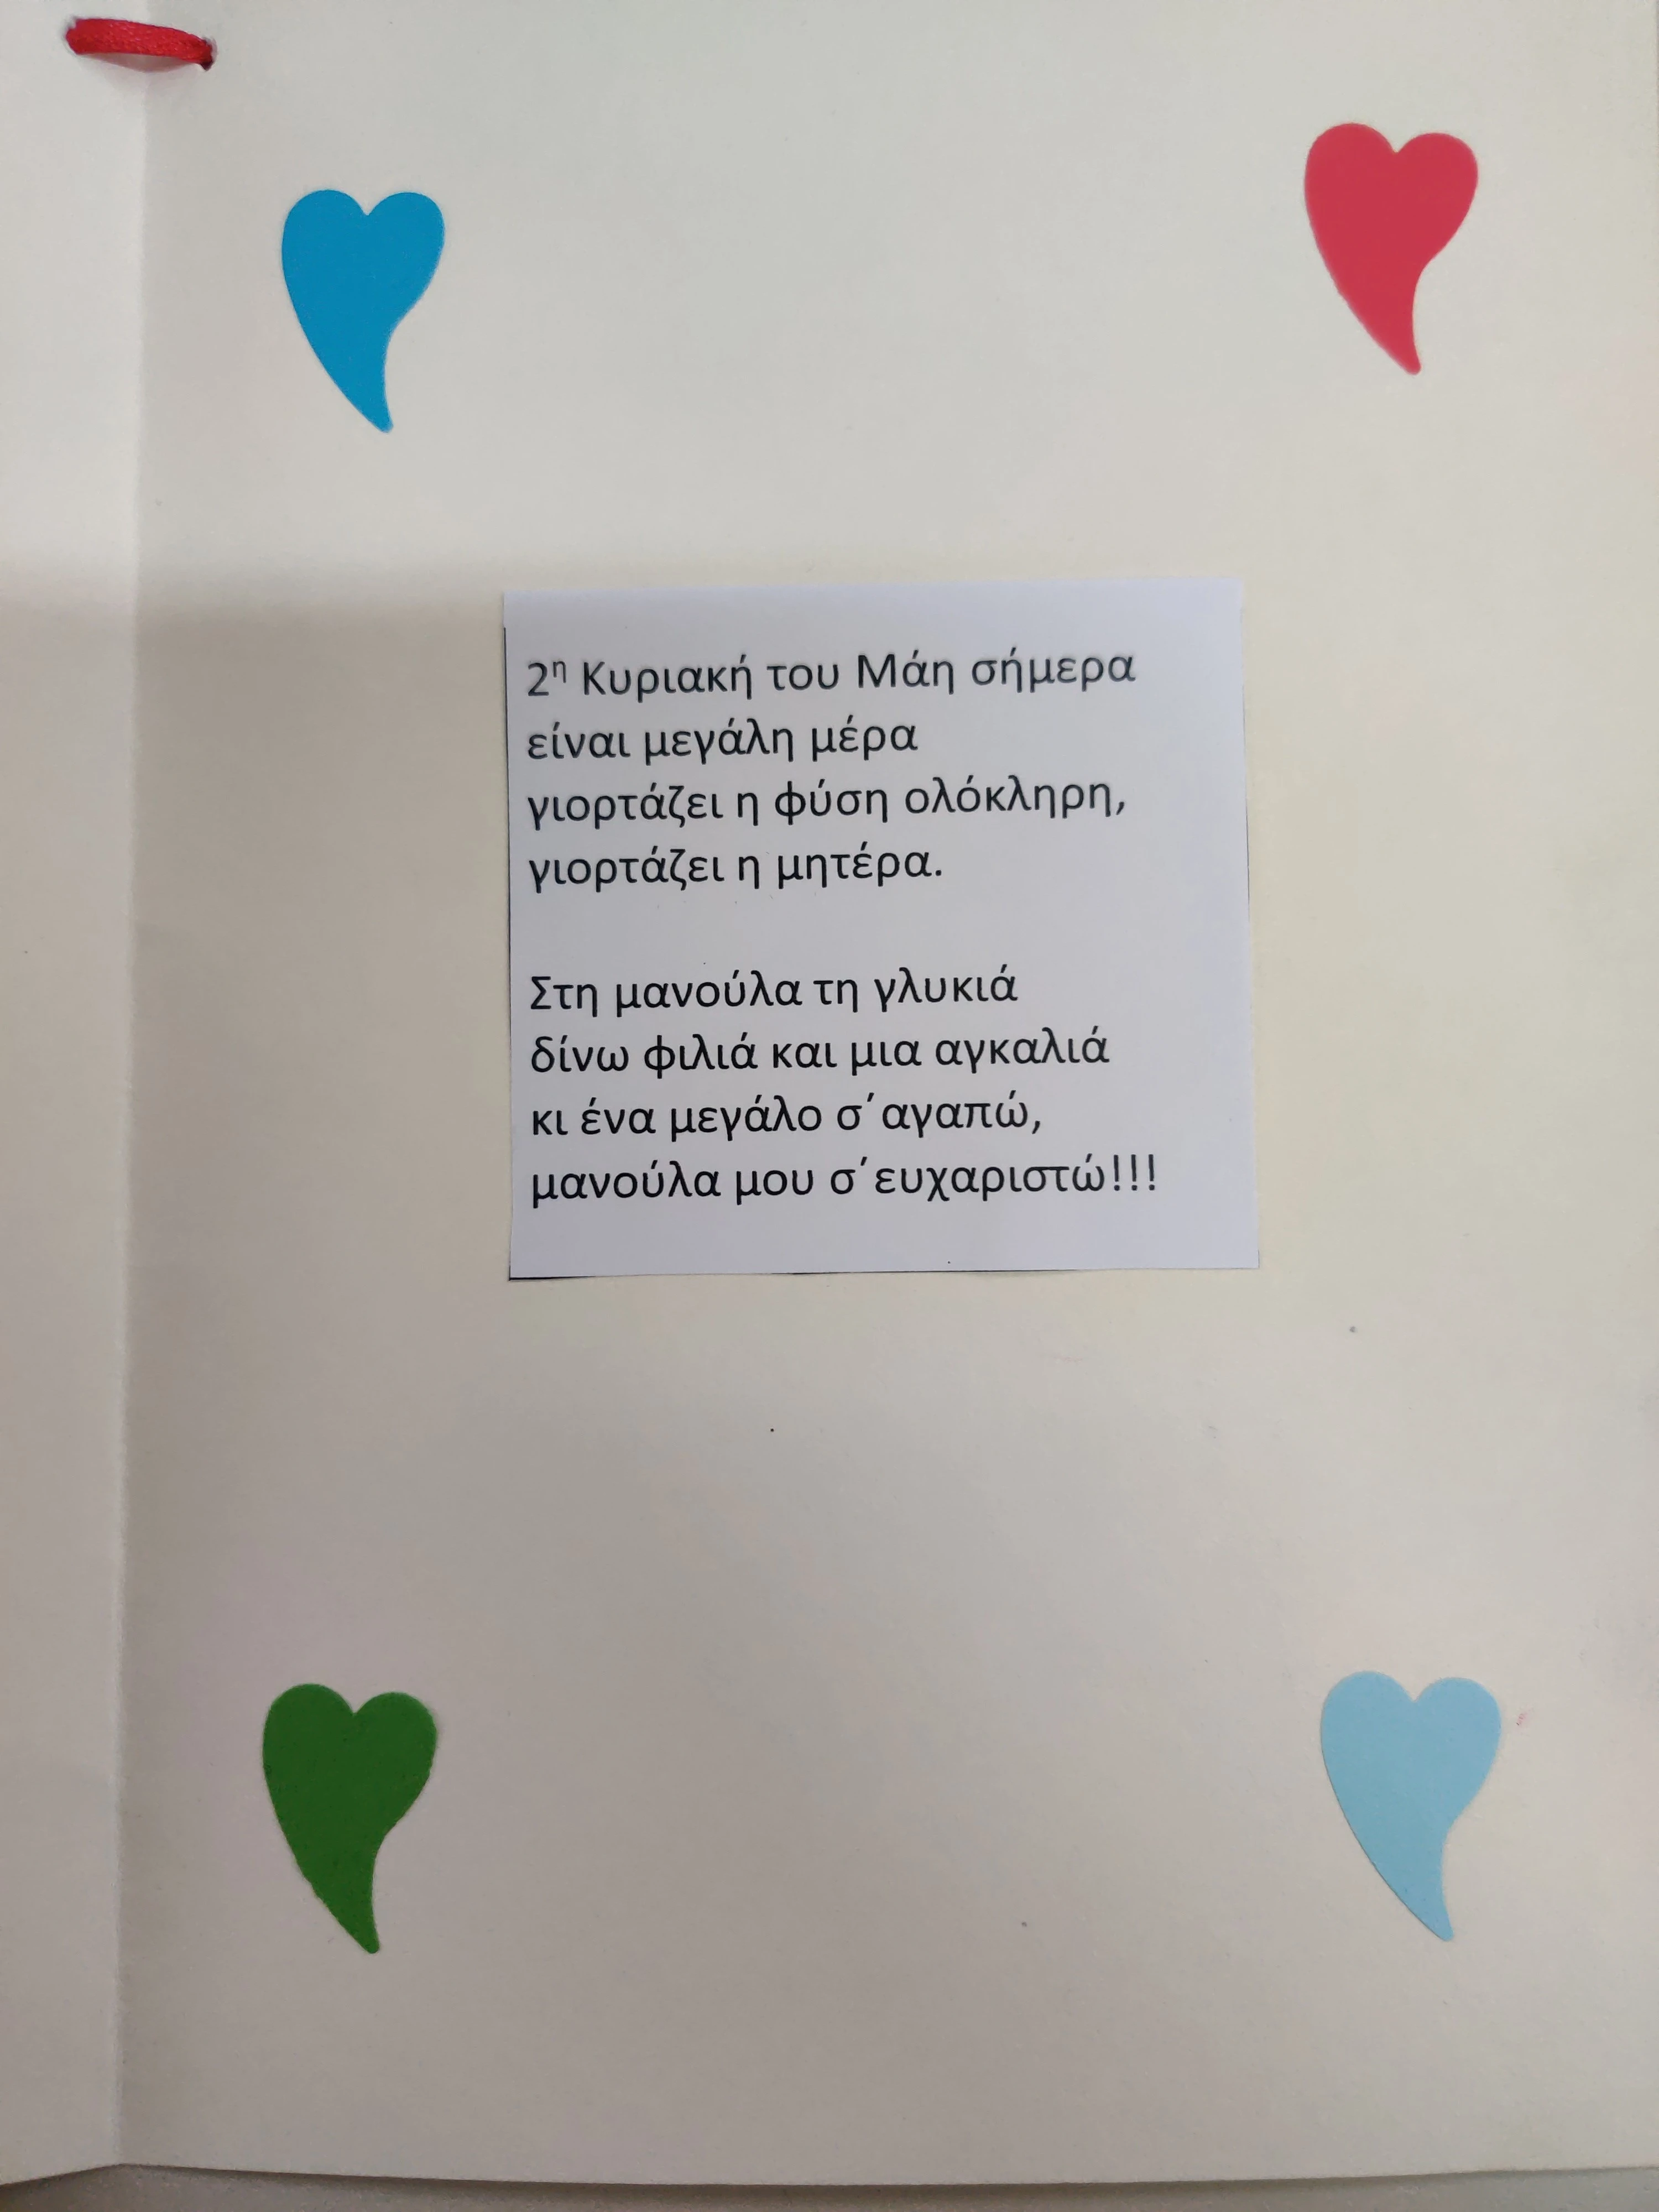 2η Κυριακή του Μάη σήμερα
είναι μεγάλη μέρα
γιορτάζει η φύση ολόκληρη,
γιορτάζει η μητέρα.
Στη μανούλα τη γλυκιά
δίνω φιλιά και μια αγκαλιά
κι ένα μεγάλο σ΄αγαπώ,
μανούλα μου σ΄ευχαριστώ!!!